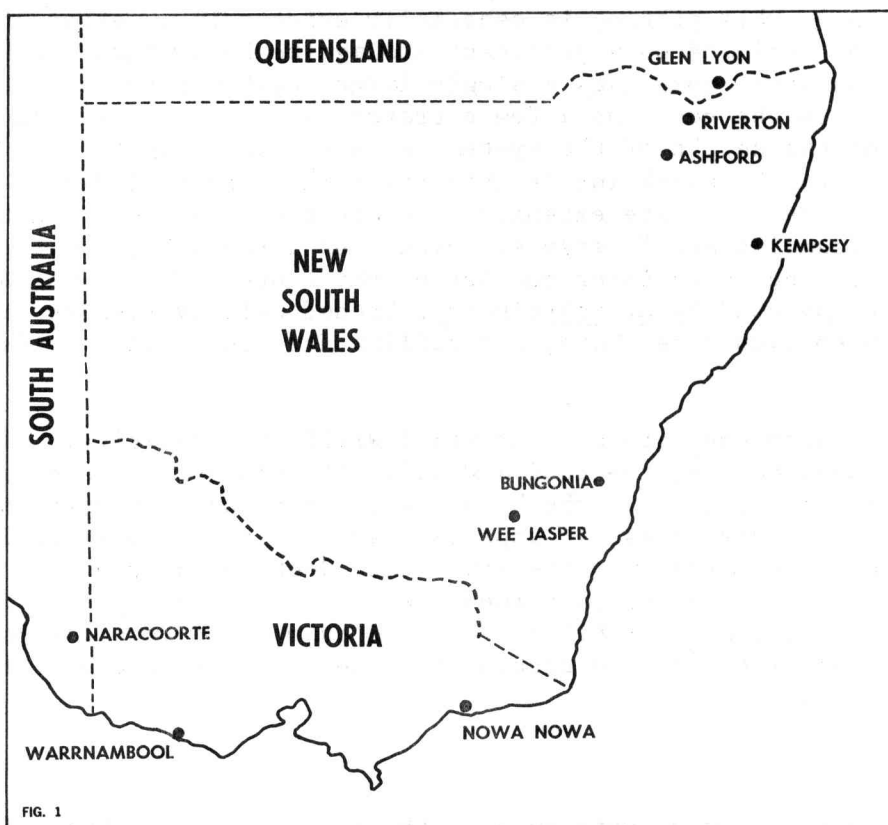 QUEENSLAND
GLEN LYON
RIVERTON
ASHFORD
KEMPSEY
SOUTH AUSTRALIA
NEW
SOUTH
WALES
BUNGONIA
WEE JASPER
NARACOORTE
VICTORIA
WARRNAMBOOL
NOWA NOWA
FIG. 1